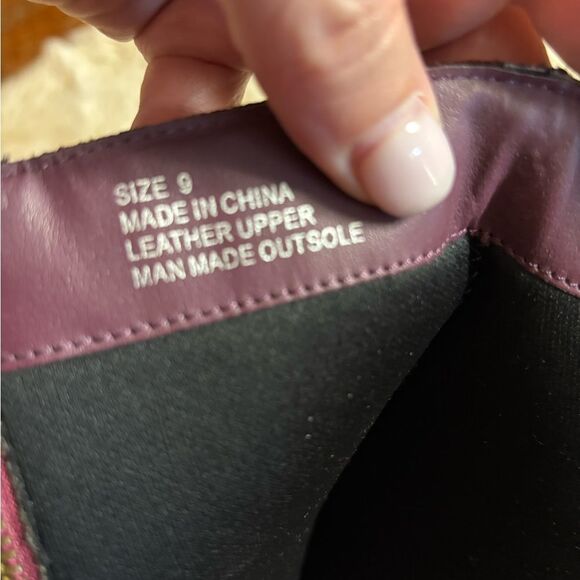 SIZE 9
MADE IN CHINA
LEATHER UPPER
MAN MADE OUTSOLE